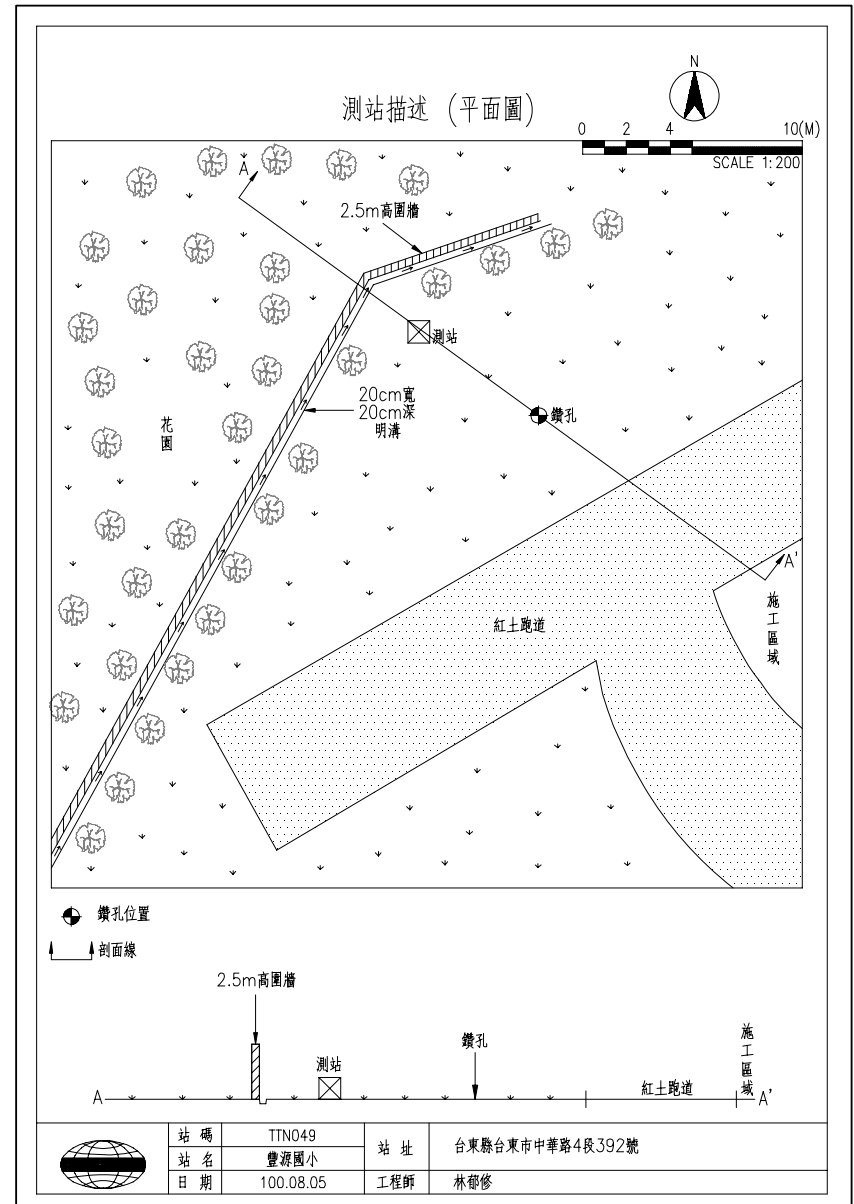 N
測站描述 (平面圖)
0 2 4 10(M)
SCALE 1:200
A
2.5m高圍牆
測站
20cm寬
20cm深
明溝
鑽孔
花園
A'
施工區域
紅土跑道
鑽孔位置
剖面線
2.5m高圍牆
測站
鑽孔
施工區域
A
紅土跑道
A'
站碼 TTN049 站址 台東縣台東市中華路4段392號
站名 豐源國小
日期 100.08.05 工程師 林郁修